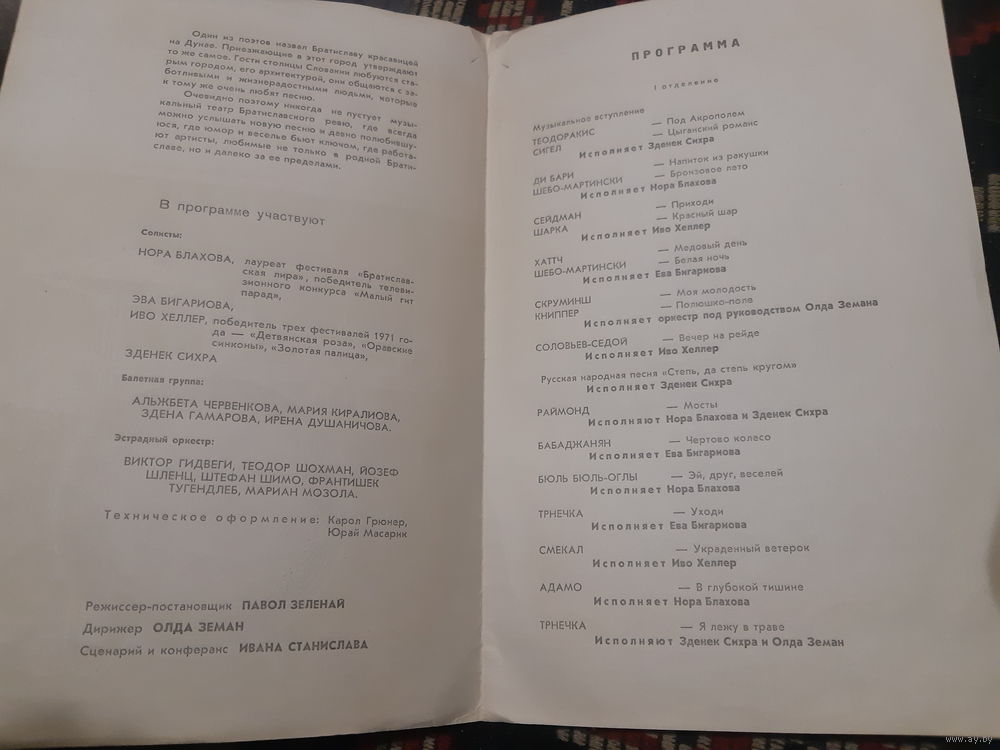 Один из поэтов назвал Братиславу красавицей
на Дунае. Приезжающие в этот город утверждают
то же самое. Гости столицы Словакии любуются ста-
рым городом, его архитектурой, они общаются с за-
ботливыми и жизнерадостными людьми, которые
к тому же очень любят песню.
Очевидно поэтому никогда не пустует музы-
кальный театр Братиславского ревю, где всегда
можно услышать новую песню и давно полюбившу-
юся, где юмор и веселье бьют ключом, где работа-
ют артисты, любимые не только в родной Брати-
славе, но и далеко за ее пределами.
В программе участвуют
Солисты:
НОРА БЛАХОВА, лауреат фестиваля «Братислав-
ская лира», победитель телеви-
зионного конкурса «Малый гит
парад»,
ЭВА БИГАРИОВА,
ИВО ХЕЛЛЕР, победитель трех фестивалей 1971 го-
да — «Детвянская роза», «Оравские
синконы», «Золотая палица»,
ЗДЕНЕК СИХРА
Балетная группа:
АЛЬЖБЕТА ЧЕРВЕНКОВА, МАРИЯ КИРАЛИОВА,
ЗДЕНА ГАМАРОВА, ИРЕНА ДУШАНИЧОВА.
Эстрадный оркестр:
ВИКТОР ГИДВЕГИ, ТЕОДОР ШОХМАН, ЙОЗЕФ
ШЛЕНЦ, ШТЕФАН ШИМО, ФРАНТИШЕК
ТУГЕНДЛЕБ, МАРИАН МОЗОЛА.
Техническое оформление: Карол Грюнер,
Юрай Масарик
Режиссер-постановщик ПАВОЛ ЗЕЛЕНАЙ
Дирижер ОЛДА ЗЕМАН
Сценарий и конферанс ИВАНА СТАНИСЛАВА
ПРОГРАММА
I отделение
Музыкальное вступление
ТЕОДОРАКИС — Под Акрополем
СИГЕЛ — Цыганский романс
Исполняет Зденек Сихра
ДИ БАРИ — Напиток из ракушки
ШЕБО-МАРТИНСКИ — Бронзовое лето
Исполняет Нора Блахова
СЕЙДМАН — Приходи
ШАРКА — Красный шар
Исполняет Иво Хеллер
ХАТТЧ — Медовый день
ШЕБО-МАРТИНСКИ — Белая ночь
Исполняет Ева Бигариова
СКРУМИНШ — Моя молодость
КНИППЕР — Полюшко-поле
Исполняет оркестр под руководством Олда Земана
СОЛОВЬЕВ-СЕДОЙ — Вечер на рейде
Исполняет Иво Хеллер
Русская народная песня «Степь, да степь кругом»
Исполняет Зденек Сихра
РАЙМОНД — Мосты
Исполняют Нора Блахова и Зденек Сихра
БАБАДЖАНЯН — Чертово колесо
Исполняет Ева Бигариова
БЮЛЬ БЮЛЬ-ОГЛЫ — Эй, друг, веселей
Исполняет Нора Блахова
ТРНЕЧКА — Уходи
Исполняет Ева Бигариова
СМЕКАЛ — Украденный ветерок
Исполняет Иво Хеллер
АДАМО — В глубокой тишине
Исполняет Нора Блахова
ТРНЕЧКА — Я лежу в траве
Исполняют Зденек Сихра и Олда Земан
www.ay.by